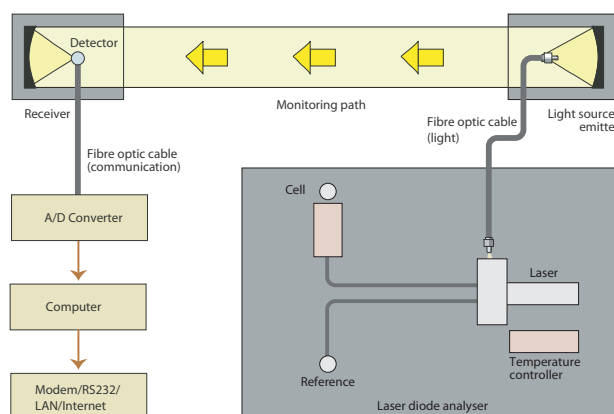 Detector
Monitoring path
Receiver
Fibre optic cable
(light)
Light source
emitte
Fibre optic cable
(communication)
Cell
A/D Converter
Laser
Computer
Temperature
controller
Reference
Modem/RS232/
LAN/Internet
Laser diode analyser